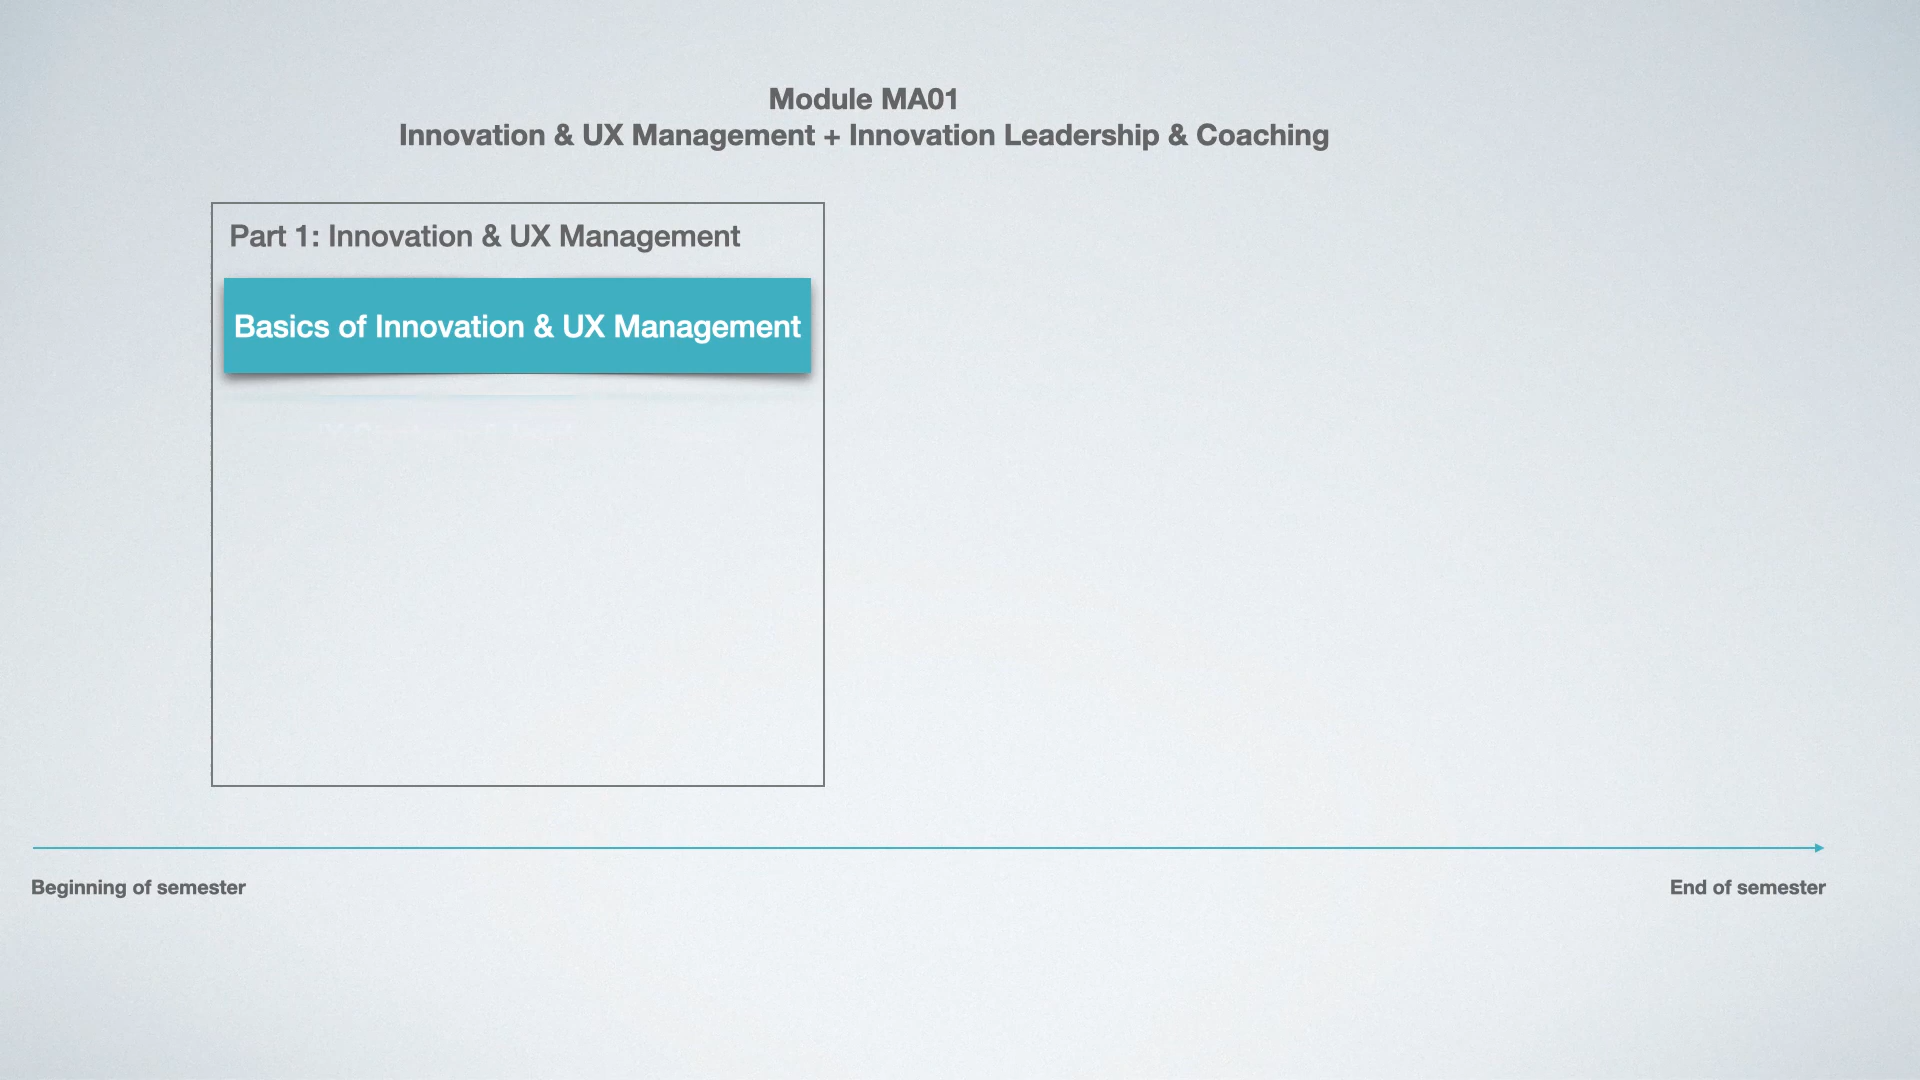 Module MA01
Innovation & UX Management + Innovation Leadership & Coaching
Part 1: Innovation & UX Management
Basics of Innovation & UX Management
Beginning of semester
End of semester